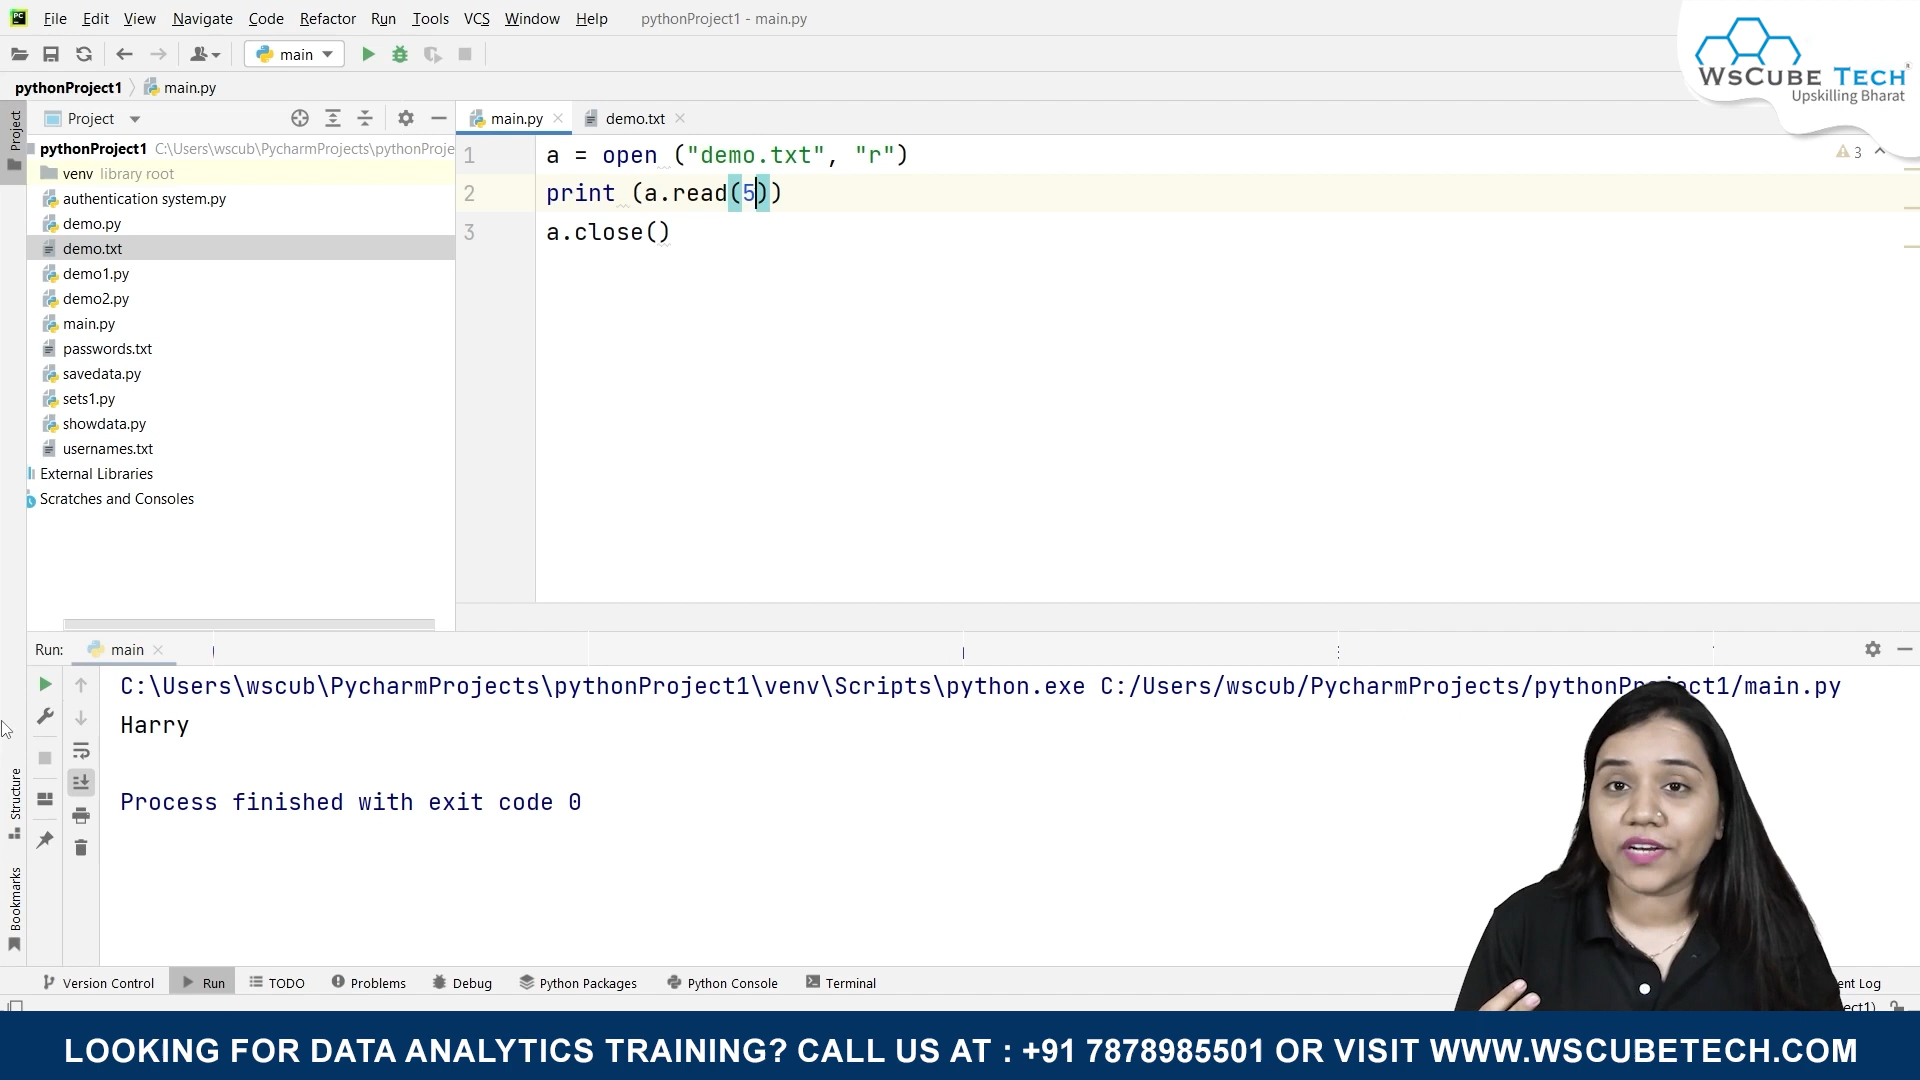 File Edit View Navigate Code Refactor Run Tools VCS Window Help pythonProject1 - main.py
main
WsCube Tech
Upskilling Bharat
pythonProject1 main.py
Project
Project
main.py
demo.txt
pythonProject1 C:\Users\wscub\PycharmProjects\pythonProje
venv library root
authentication system.py
demo.py
demo.txt
demo1.py
demo2.py
main.py
passwords.txt
savedata.py
sets1.py
showdata.py
usernames.txt
External Libraries
Scratches and Consoles
1 a = open ("demo.txt", "r")
2 print (a.read(5))
3 a.close()
3
Run: main
C:\Users\wscub\PycharmProjects\pythonProject1\venv\Scripts\python.exe C:/Users/wscub/PycharmProjects/pythonProject1/main.py
Harry
Process finished with exit code 0
Structure
Bookmarks
Version Control Run TODO Problems Debug Python Packages Python Console Terminal ent Log
ect1)
LOOKING FOR DATA ANALYTICS TRAINING? CALL US AT : +91 7878985501 OR VISIT WWW.WSCUBETECH.COM